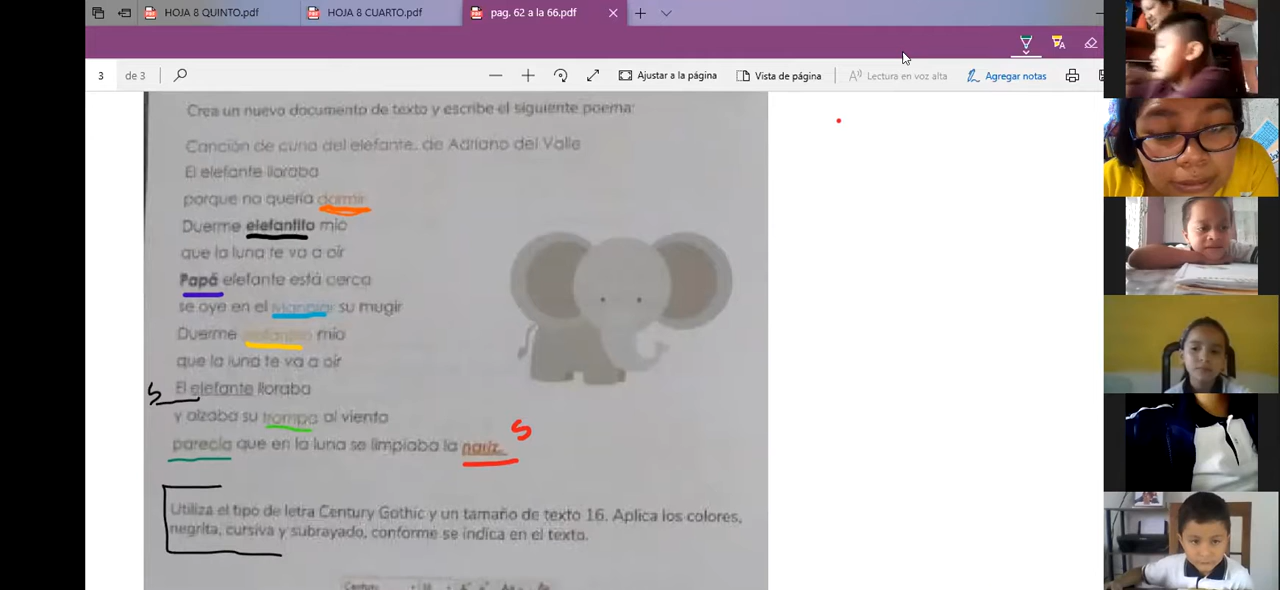 HOJA 8 QUINTO.pdf
HOJA 8 CUARTO.pdf
pag. 62 a la 66.pdf
3 de 3
Ajustar a la página
Vista de página
Lectura en voz alta
Agregar notas
Crea un nuevo documento de texto y escribe el siguiente poema:
Canción de cuna del elefante. de Adriano del Valle
El elefante lloraba
porque no quería dormir
Duerme elefantito mío
que la luna te va a oír
Papá elefante está cerca
se oye en el Manglar su mugir
Duerme elefantito mío
que la luna te va a oír
S
El elefante lloraba
y alzaba su trompa al viento
parecía que en la luna se limpiaba la nariz.
S
Utiliza el tipo de letra Century Gothic y un tamaño de texto 16. Aplica los colores,
negrita, cursiva y subrayado, conforme se indica en el texto.